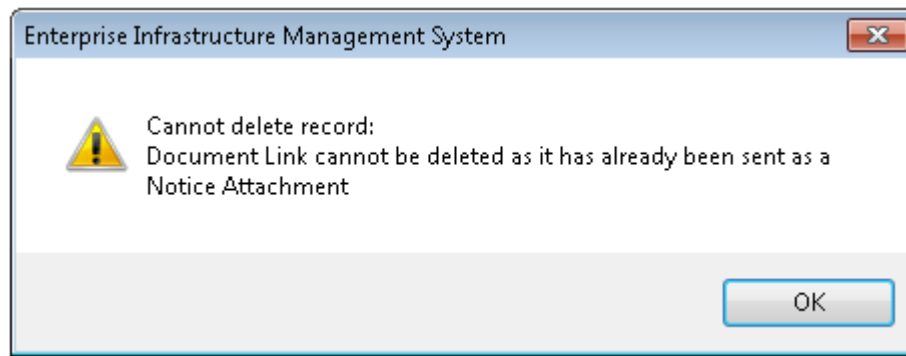 Enterprise Infrastructure Management System
Cannot delete record:
Document Link cannot be deleted as it has already been sent as a
Notice Attachment
OK